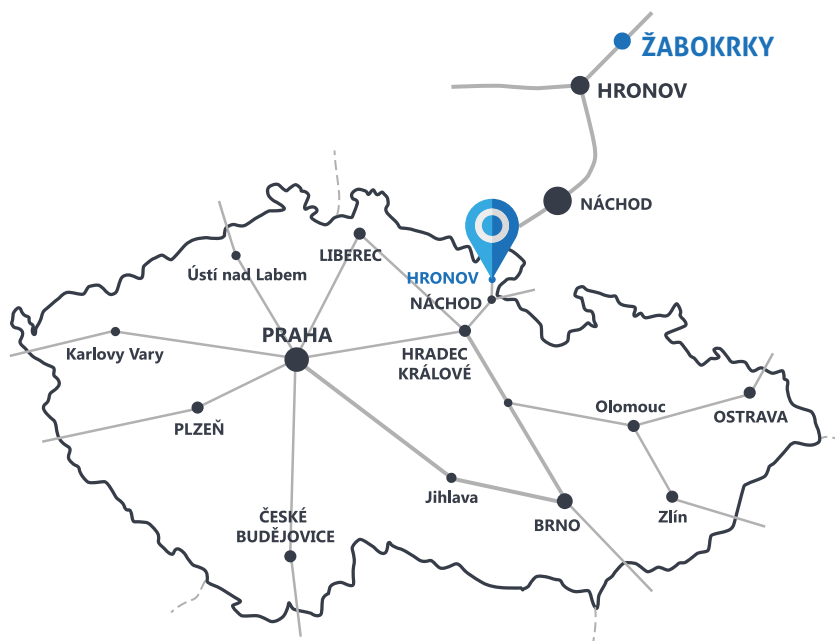 ŽABOKRKY
HRONOV
NÁCHOD
LIBEREC
Ústí nad Labem
HRONOV
NÁCHOD
PRAHA
Karlovy Vary
HRADEC
KRÁLOVÉ
PLZEŇ
Olomouc
OSTRAVA
Jihlava
ČESKÉ
BUDĚJOVICE
BRNO
Zlín